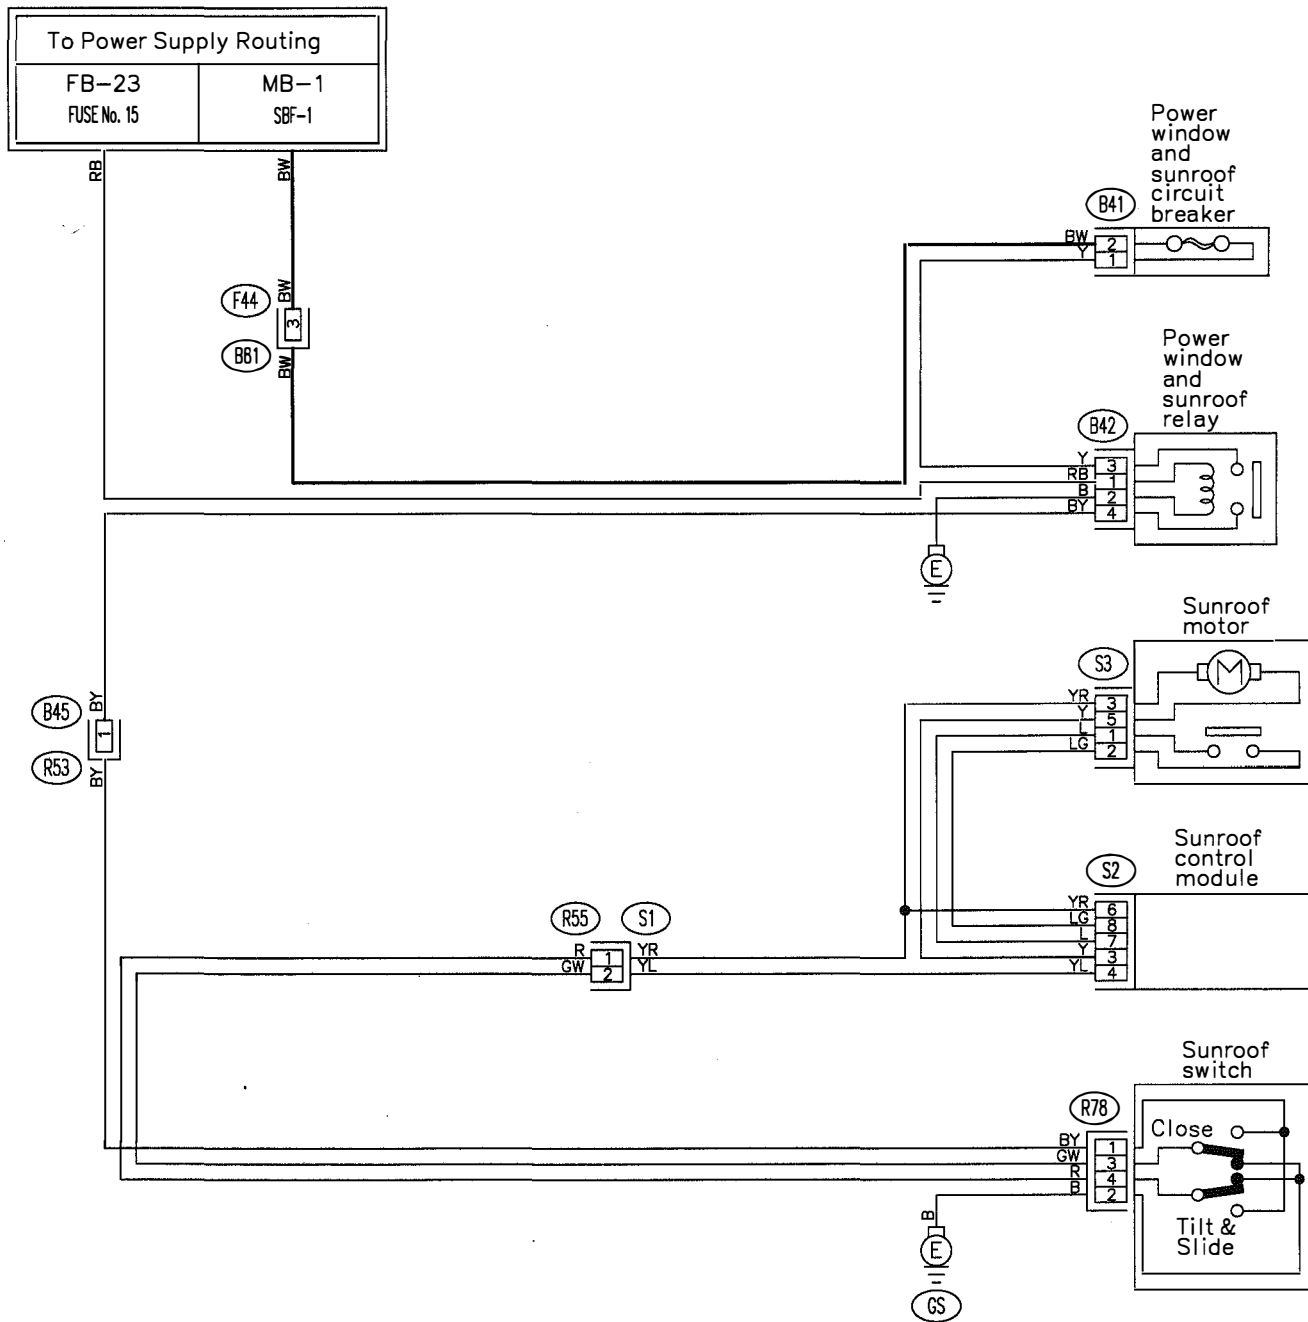 To Power Supply Routing
FB-23
FUSE No. 15
MB-1
SBF-1
RB
BW
F44
BW
3
B61
BW
Power
window
and
sunroof
circuit
breaker
B41
BW
2
Y
1
Power
window
and
sunroof
relay
B42
Y
3
RB
1
B
2
BY
4
E
Sunroof
motor
S3
M
YR
3
Y
5
L
1
LG
2
B45
BY
1
R53
BY
Sunroof
control
module
S2
YR
6
LG
8
L
7
Y
3
YL
4
R55
S1
R
1
YR
GW
2
YL
Sunroof
switch
R78
BY
1
GW
3
R
4
B
2
Close
Tilt &
Slide
B
E
GS